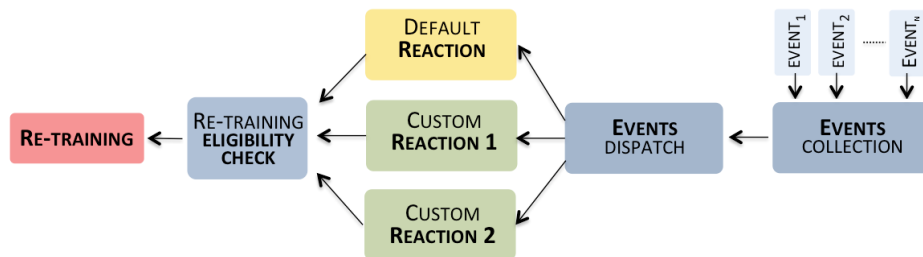 DEFAULT
REACTION
EVENT1
EVENT2
........
EVENTN
RE-TRAINING
RE-TRAINING
ELIGIBILITY
CHECK
CUSTOM
REACTION 1
EVENTS
DISPATCH
EVENTS
COLLECTION
CUSTOM
REACTION 2